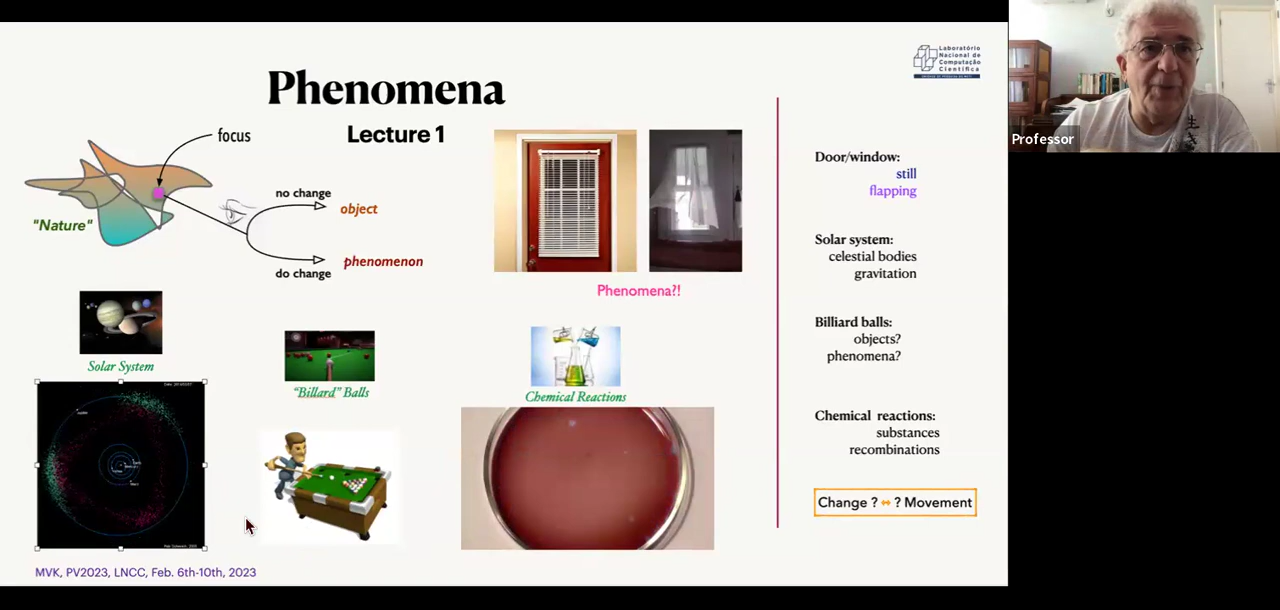 Phenomena
Lecture 1
focus
no change
object
"Nature"
phenomenon
do change
Phenomena?!
Solar System
"Billard" Balls
Chemical Reactions
MVK, PV2023, LNCC, Feb. 6th-10th, 2023
Laboratório
Nacional de
Computação
Científica
Door/window:
still
flapping
Solar system:
celestial bodies
gravitation
Billiard balls:
objects?
phenomena?
Chemical reactions:
substances
recombinations
Change ? ⇔ ? Movement
Professor